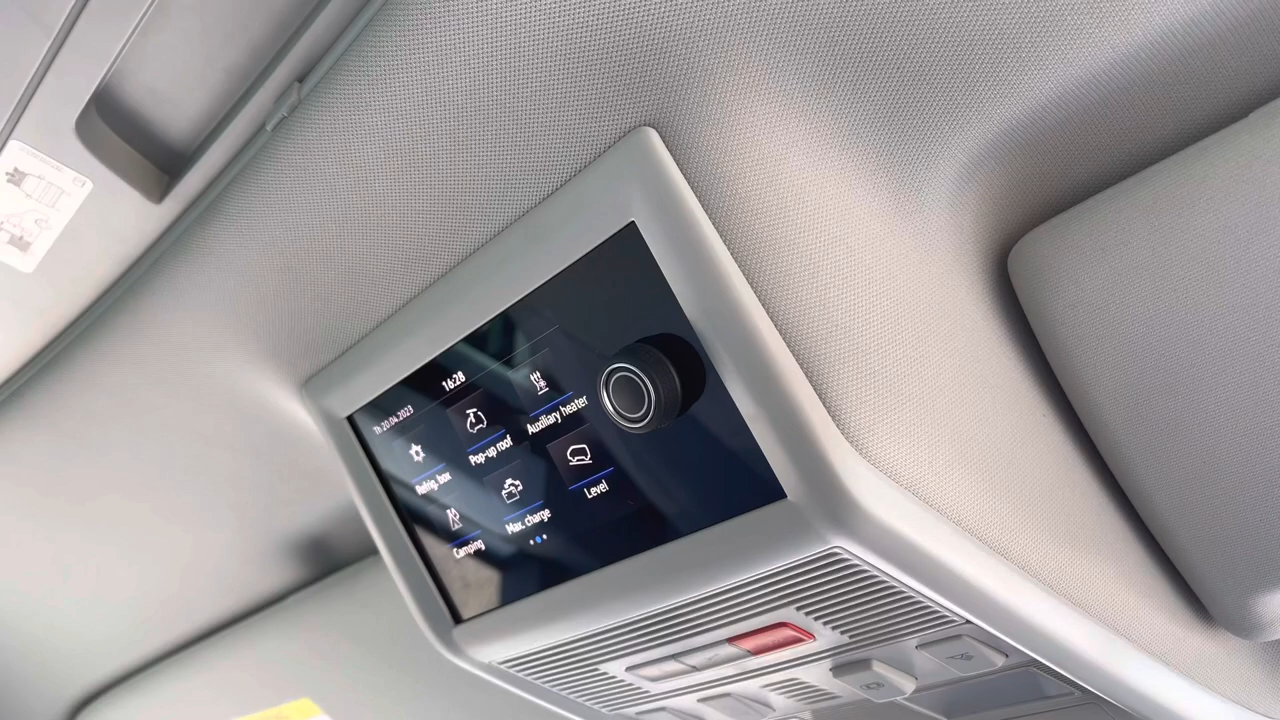 Th 20.04.2023
16:28
Refrig. box
Pop-up roof
Auxiliary heater
Camping
Max. charge
Level